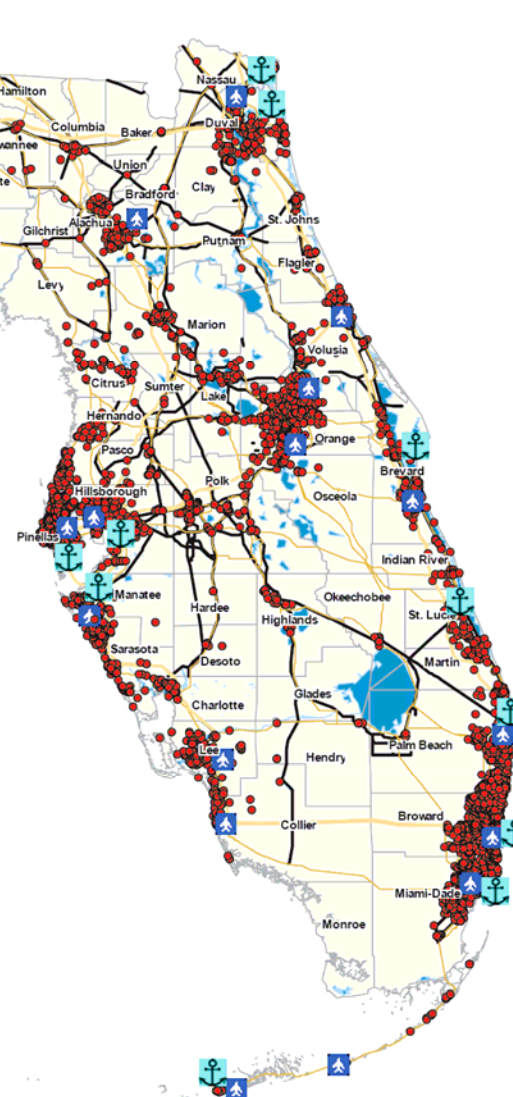 Nassau
Hamilton
Duval
Columbia
Baker
wannee
Union
te
Clay
Bradford
St. Johns
Alachua
Gilchrist
Putnam
Flagler
Levy
Marion
Volusia
Citrus
Sumter
Lake
Hernando
Orange
Pasco
Brevard
Polk
Hillsborough
Osceola
Pinellas
Indian River
Manatee
Okeechobee
Hardee
St. Lucie
Highlands
Sarasota
Desoto
Martin
Glades
Charlotte
Palm Beach
Lee
Hendry
Broward
Collier
Miami-Dade
Monroe